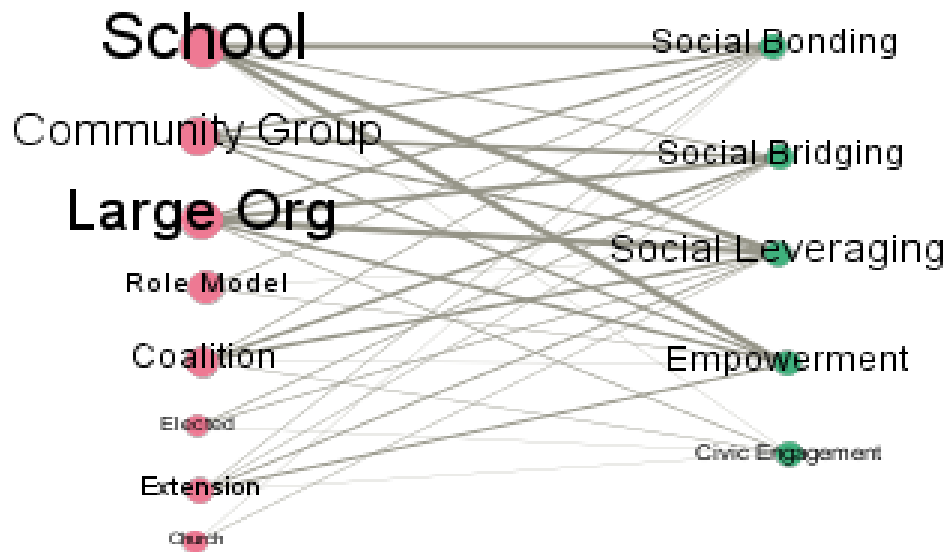 School
Community Group
Large Org
Role Model
Coalition
Elected
Extension
Church
Social Bonding
Social Bridging
Social Leveraging
Empowerment
Civic Engagement